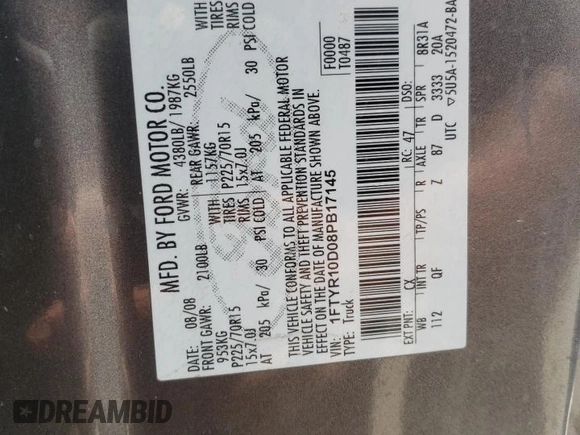 MFD. BY FORD MOTOR CO.
DATE: 08/08 GVWR: 4380LB/ 1987KG
FRONT GAWR: 2100LB REAR GAWR: 2550LB
953KG WITH 1157KG WITH
P225/70R15 TIRES P225/70R15 TIRES
15x7.0J RIMS 15x7.0J RIMS
AT 205 kPa/ 30 PSI COLD AT 205 kPa/ 30 PSI COLD
THIS VEHICLE CONFORMS TO ALL APPLICABLE FEDERAL MOTOR
VEHICLE SAFETY AND THEFT PREVENTION STANDARDS IN
EFFECT ON THE DATE OF MANUFACTURE SHOWN ABOVE.
VIN: 1FTYR10D08PB17145 F0000
TYPE: Truck T0487
EXT PNT: CX RC: 47 DSO:
WB INT TR TP/PS R AXLE TR SPR 8R31A
112 QF Z 87 D 3333 20A
UTC ▽5U5A-1520472-BA
DREAMBID